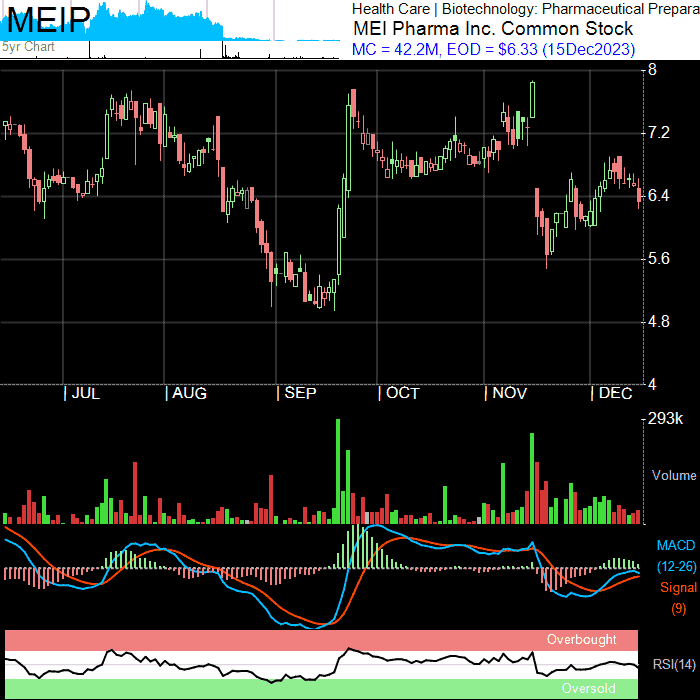 MEIP
5yr Chart
Health Care | Biotechnology: Pharmaceutical Prepara
MEI Pharma Inc. Common Stock
MC = 42.2M, EOD = $6.33 (15Dec2023)
8
7.2
6.4
5.6
4.8
4
| JUL | AUG | SEP | OCT | NOV | DEC
293k
Volume
MACD
(12-26)
Signal
(9)
Overbought
RSI(14)
Oversold